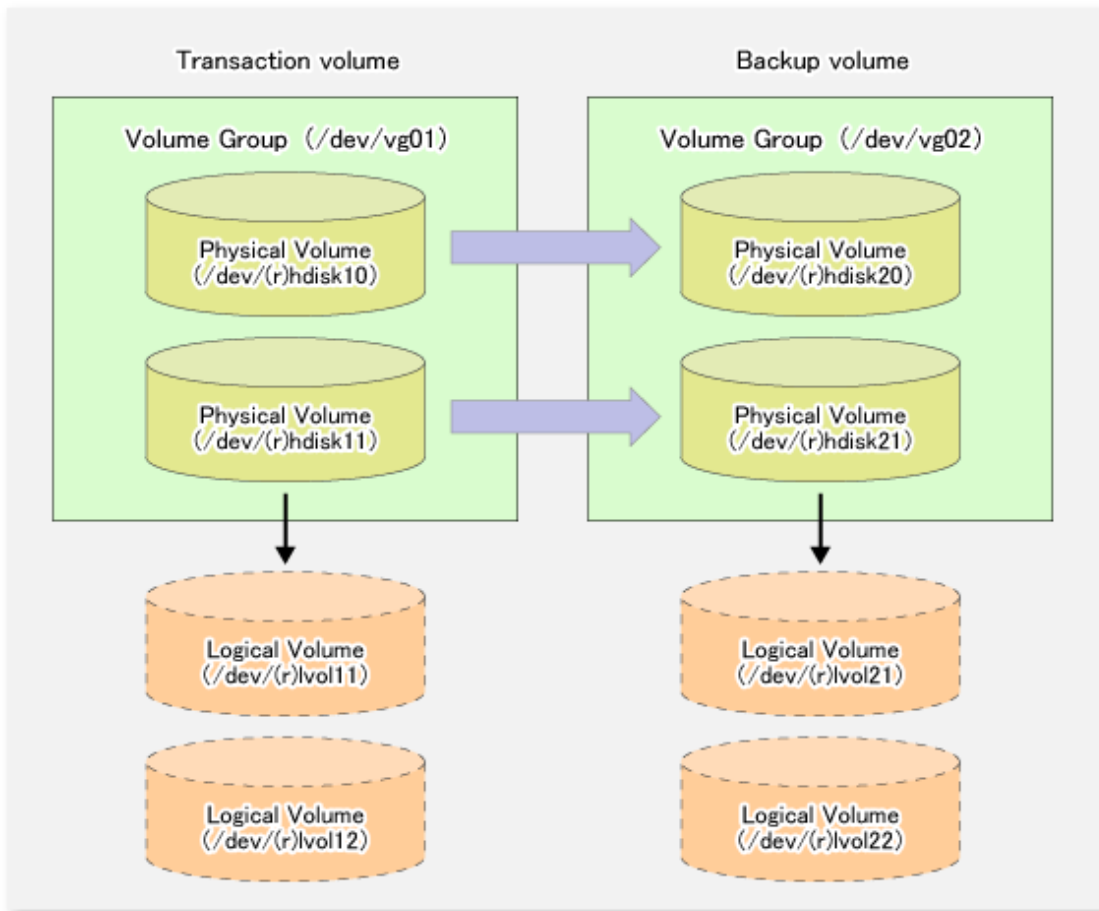 Transaction volume
Backup volume
Volume Group (/dev/vg01)
Volume Group (/dev/vg02)
Physical Volume
(/dev/(r)hdisk10)
Physical Volume
(/dev/(r)hdisk20)
Physical Volume
(/dev/(r)hdisk11)
Physical Volume
(/dev/(r)hdisk21)
Logical Volume
(/dev/(r)lvol11)
Logical Volume
(/dev/(r)lvol21)
Logical Volume
(/dev/(r)lvol12)
Logical Volume
(/dev/(r)lvol22)